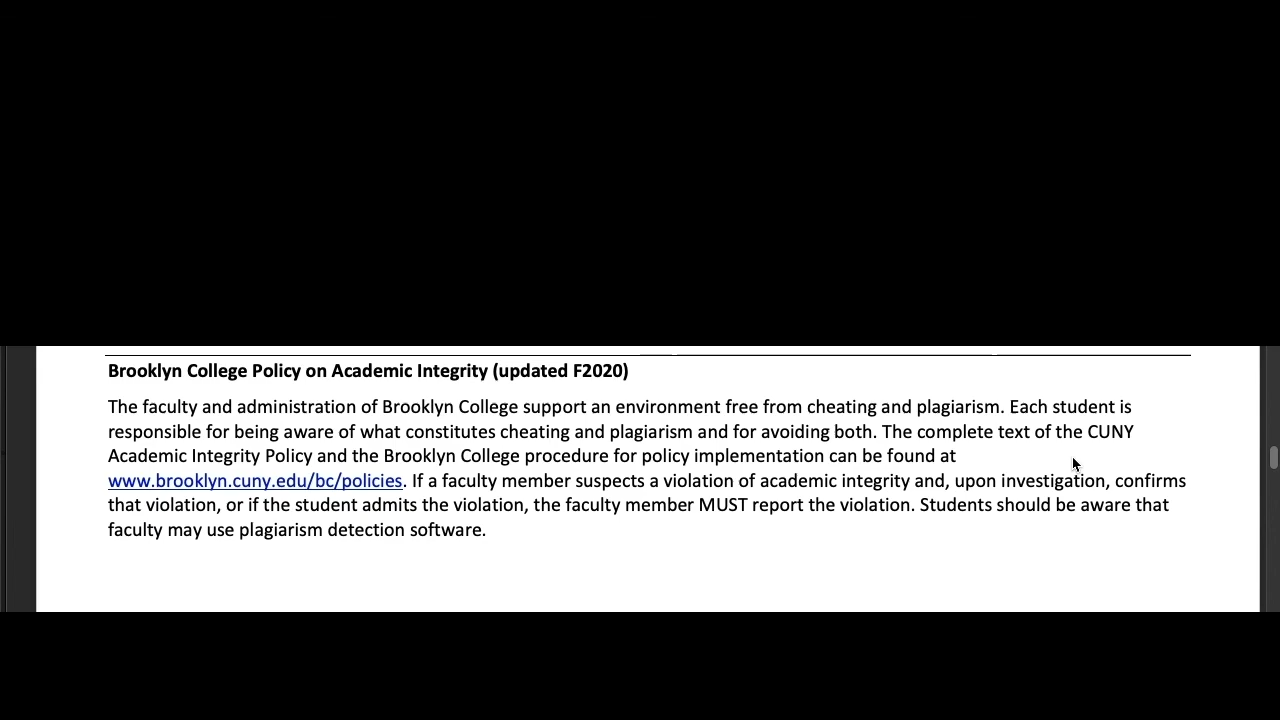 Brooklyn College Policy on Academic Integrity (updated F2020)
The faculty and administration of Brooklyn College support an environment free from cheating and plagiarism. Each student is
responsible for being aware of what constitutes cheating and plagiarism and for avoiding both. The complete text of the CUNY
Academic Integrity Policy and the Brooklyn College procedure for policy implementation can be found at
www.brooklyn.cuny.edu/bc/policies. If a faculty member suspects a violation of academic integrity and, upon investigation, confirms
that violation, or if the student admits the violation, the faculty member MUST report the violation. Students should be aware that
faculty may use plagiarism detection software.